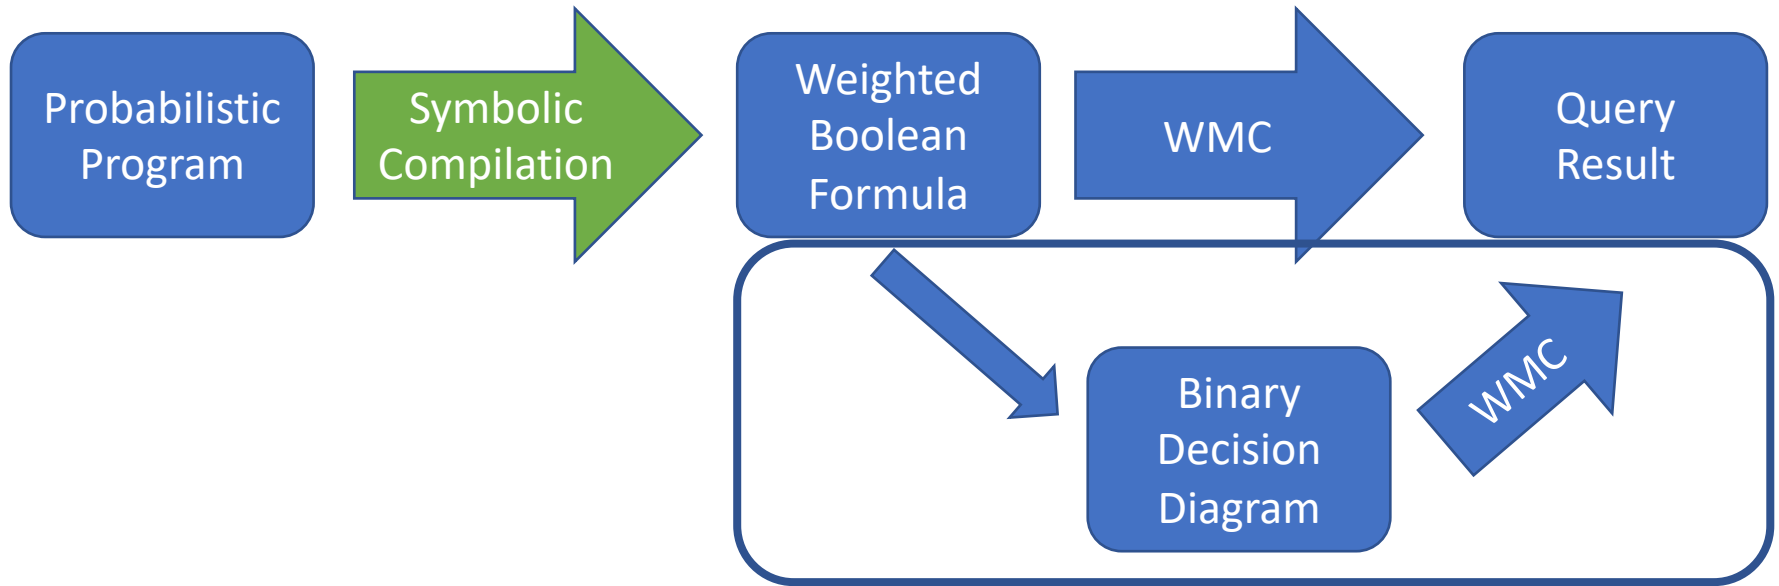 Probabilistic
Program
Symbolic
Compilation
Weighted
Boolean
Formula
WMC
Query
Result
Binary
Decision
Diagram
WMC